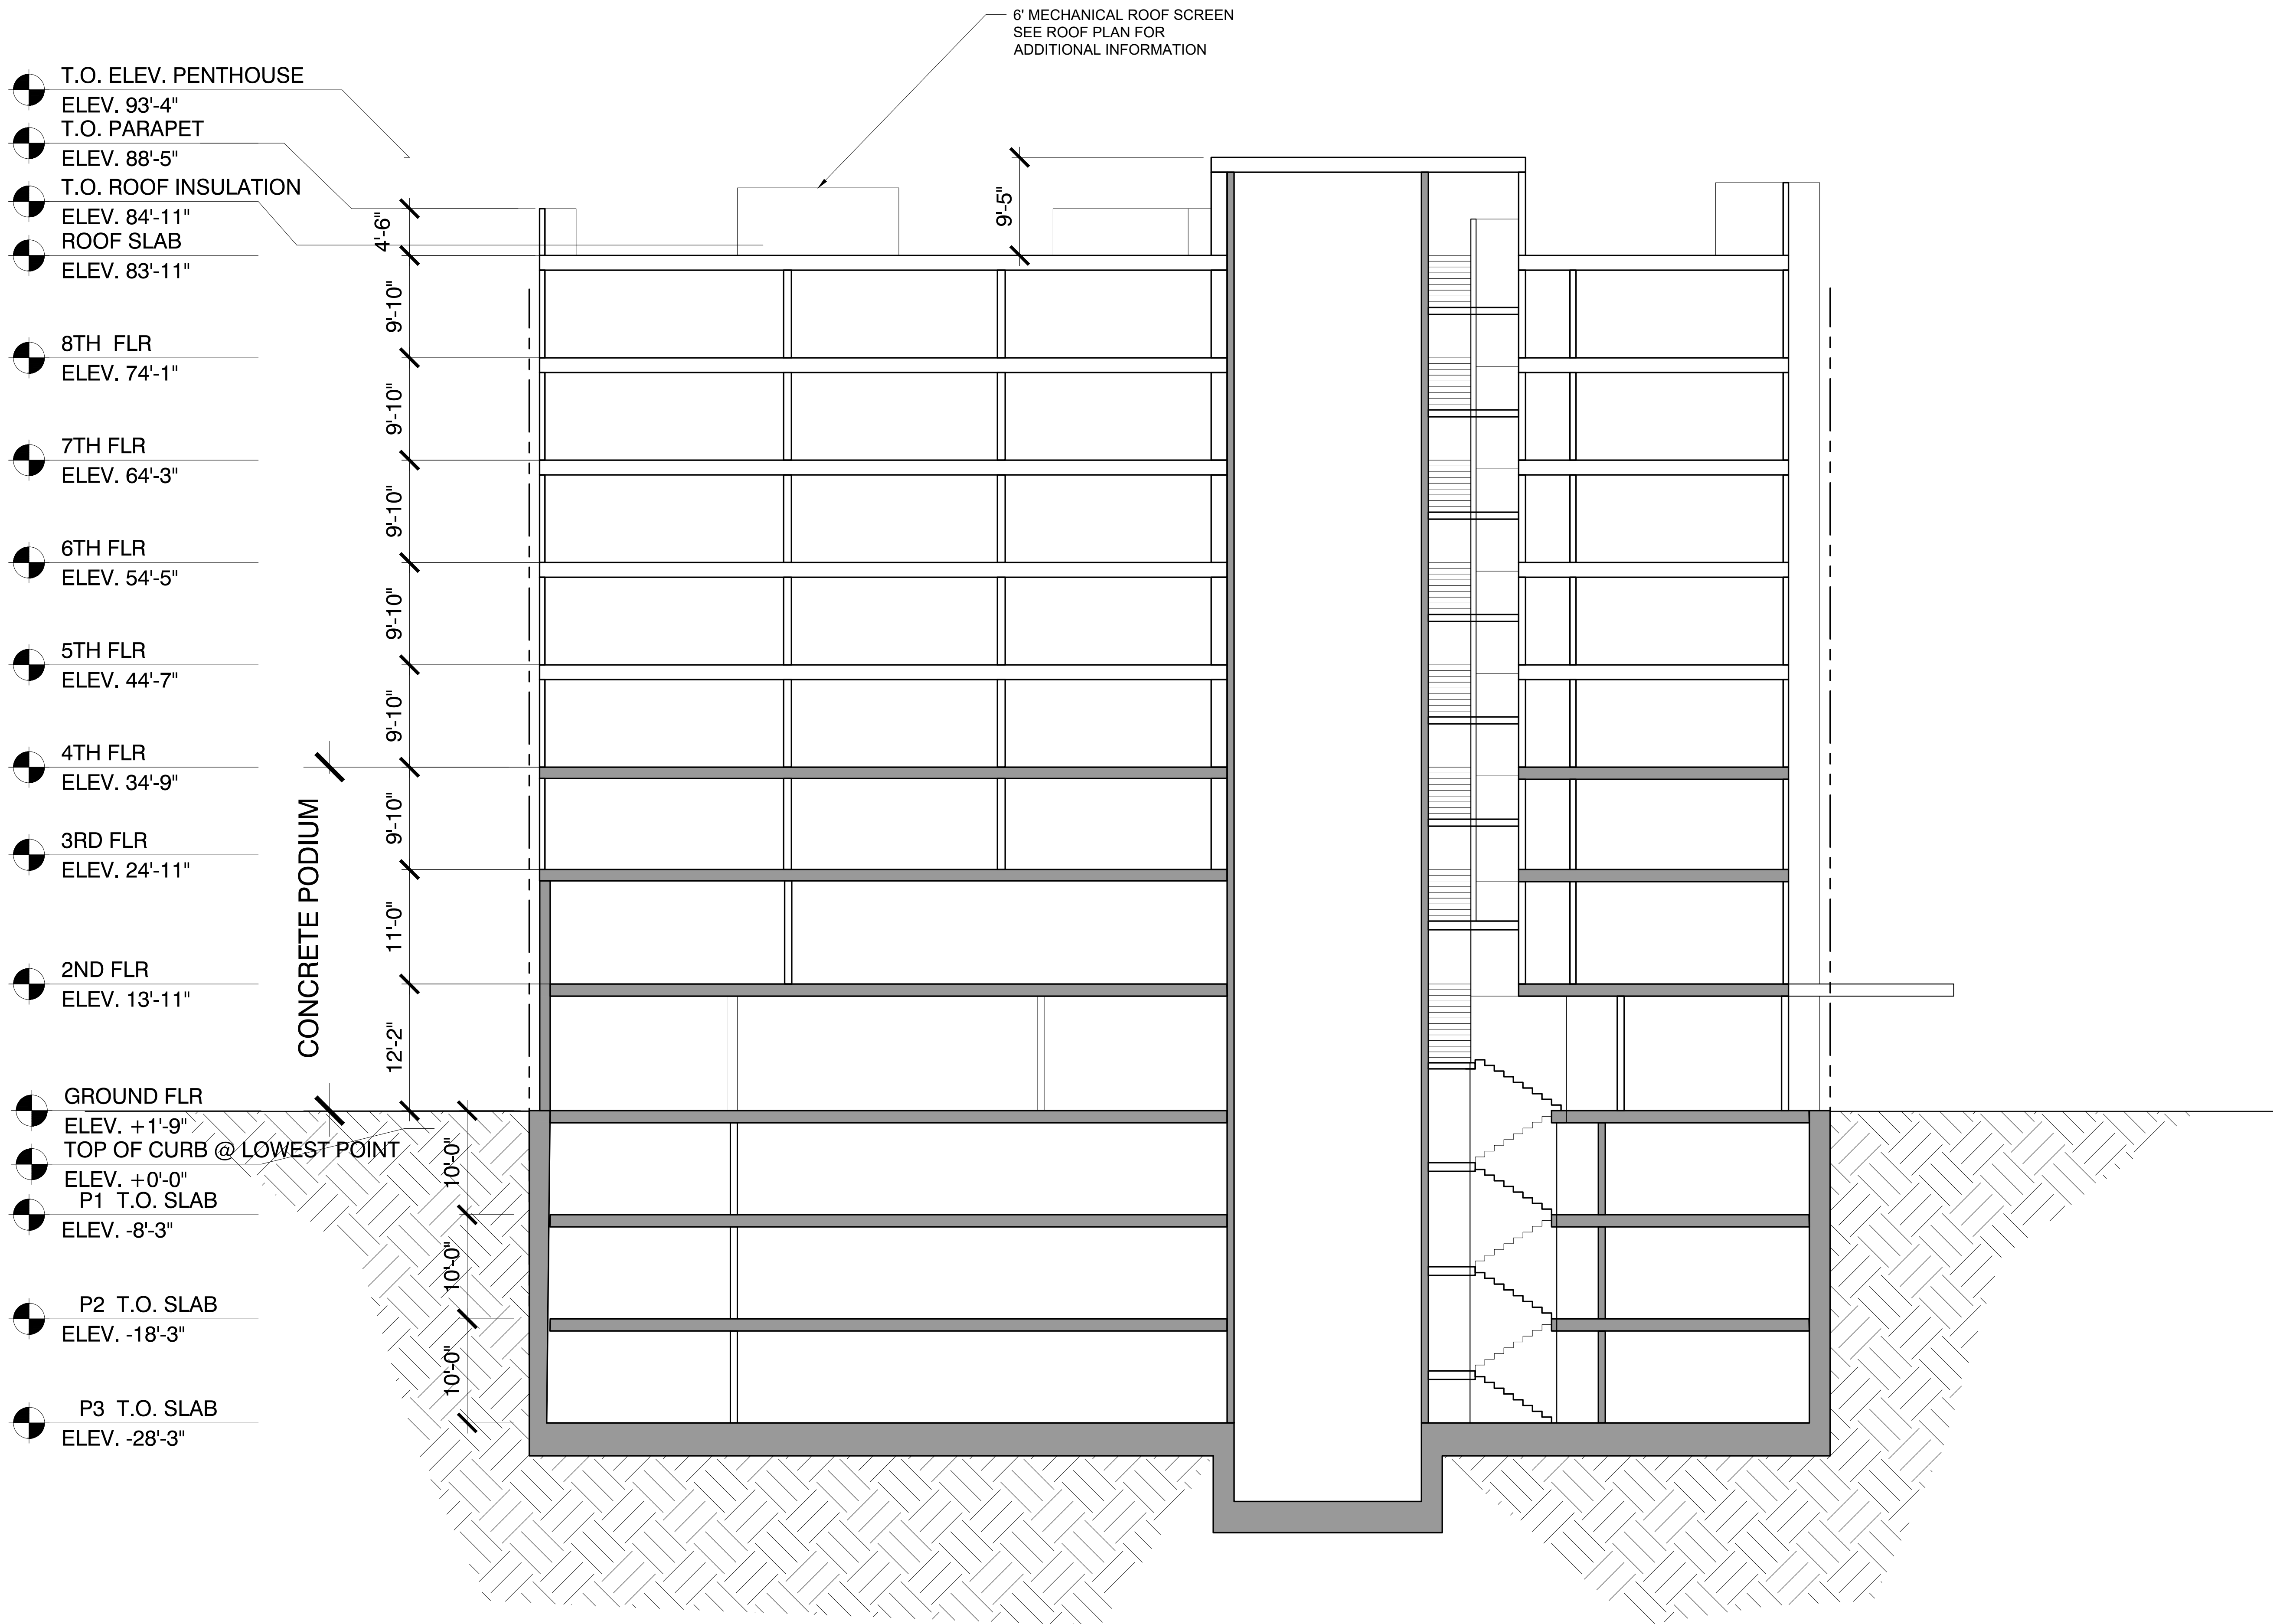 6' MECHANICAL ROOF SCREEN
SEE ROOF PLAN FOR
ADDITIONAL INFORMATION
T.O. ELEV. PENTHOUSE
ELEV. 93'-4"
T.O. PARAPET
ELEV. 88'-5"
T.O. ROOF INSULATION
ELEV. 84'-11"
ROOF SLAB
ELEV. 83'-11"
8TH FLR
ELEV. 74'-1"
7TH FLR
ELEV. 64'-3"
6TH FLR
ELEV. 54'-5"
5TH FLR
ELEV. 44'-7"
4TH FLR
ELEV. 34'-9"
3RD FLR
ELEV. 24'-11"
2ND FLR
ELEV. 13'-11"
GROUND FLR
ELEV. +1'-9"
TOP OF CURB @ LOWEST POINT
ELEV. +0'-0"
P1 T.O. SLAB
ELEV. -8'-3"
P2 T.O. SLAB
ELEV. -18'-3"
P3 T.O. SLAB
ELEV. -28'-3"
CONCRETE PODIUM
4'-6"
9'-10"
9'-10"
9'-10"
9'-10"
9'-10"
9'-10"
11'-0"
12'-2"
10'-0"
10'-0"
10'-0"
9'-5"